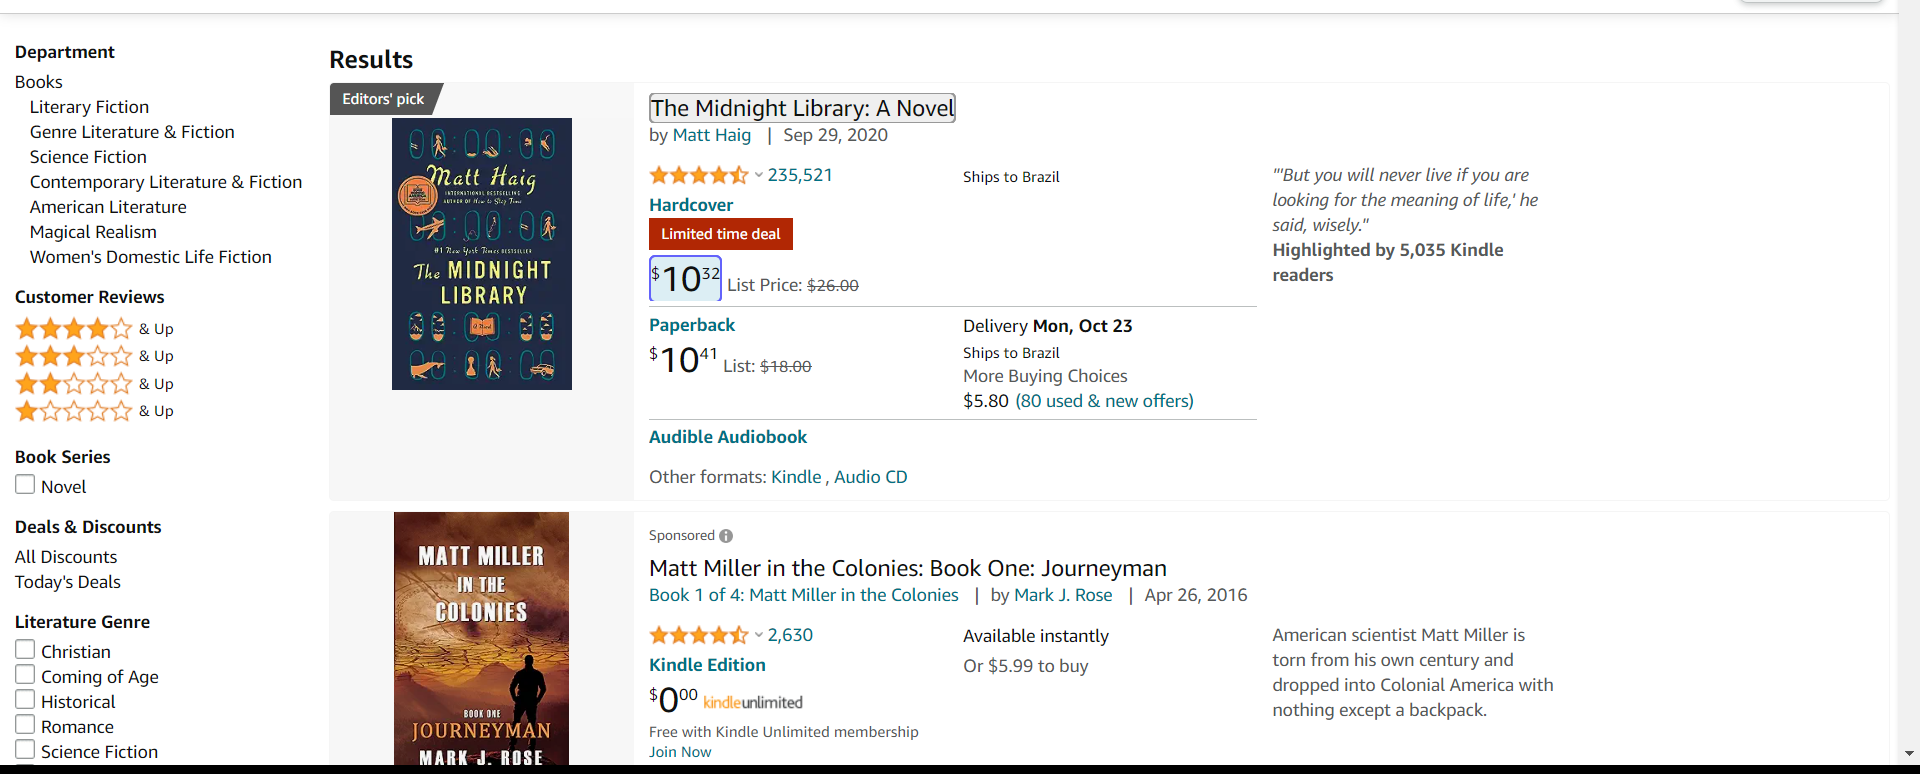 Department
Books
Literary Fiction
Genre Literature & Fiction
Science Fiction
Contemporary Literature & Fiction
American Literature
Magical Realism
Women's Domestic Life Fiction
Customer Reviews
& Up
& Up
& Up
& Up
Book Series
Novel
Deals & Discounts
All Discounts
Today's Deals
Literature Genre
Christian
Coming of Age
Historical
Romance
Science Fiction
Results
Editors' pick
Matt Haig
INTERNATIONAL BESTSELLING
AUTHOR OF How to Stop Time
#1 New York Times BESTSELLER
The MIDNIGHT
LIBRARY
A Novel
The Midnight Library: A Novel
by Matt Haig | Sep 29, 2020
235,521
Hardcover
Limited time deal
$10 32 List Price: $26.00
Ships to Brazil
"'But you will never live if you are
looking for the meaning of life,' he
said, wisely."
Highlighted by 5,035 Kindle
readers
Paperback
$10 41 List: $18.00
Delivery Mon, Oct 23
Ships to Brazil
More Buying Choices
$5.80 (80 used & new offers)
Audible Audiobook
Other formats: Kindle , Audio CD
MATT MILLER
IN THE
COLONIES
BOOK ONE
JOURNEYMAN
MARK J. ROSE
Sponsored
Matt Miller in the Colonies: Book One: Journeyman
Book 1 of 4: Matt Miller in the Colonies | by Mark J. Rose | Apr 26, 2016
2,630
Kindle Edition
$0 00 kindleunlimited
Free with Kindle Unlimited membership
Join Now
Available instantly
Or $5.99 to buy
American scientist Matt Miller is
torn from his own century and
dropped into Colonial America with
nothing except a backpack.